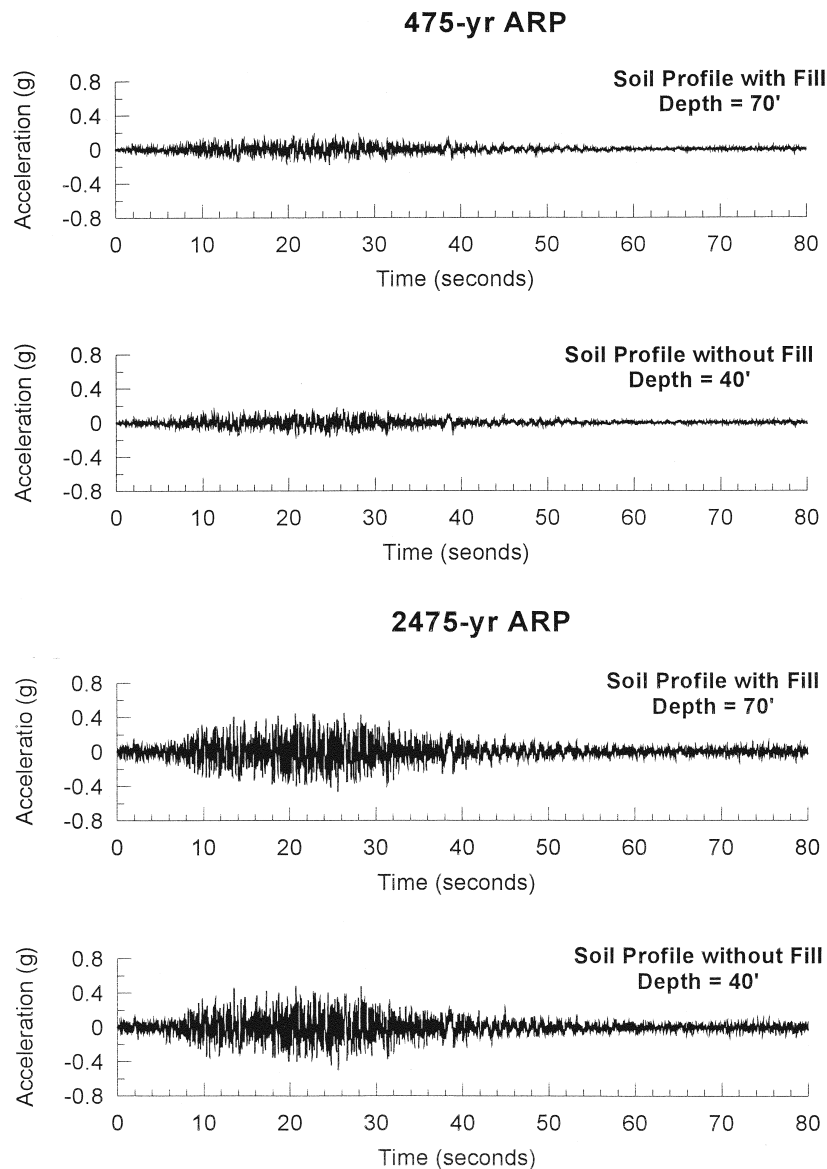 475-yr ARP
Soil Profile with Fill
Depth = 70'
Acceleration (g)
0.8
0.4
0
-0.4
-0.8
0 10 20 30 40 50 60 70 80
Time (seconds)
Soil Profile without Fill
Depth = 40'
Acceleration (g)
0.8
0.4
0
-0.4
-0.8
0 10 20 30 40 50 60 70 80
Time (seonds)
2475-yr ARP
Soil Profile with Fill
Depth = 70'
Acceleratio (g)
0.8
0.4
0
-0.4
-0.8
0 10 20 30 40 50 60 70 80
Time (seconds)
Soil Profile without Fill
Depth = 40'
Acceleration (g)
0.8
0.4
0
-0.4
-0.8
0 10 20 30 40 50 60 70 80
Time (seconds)